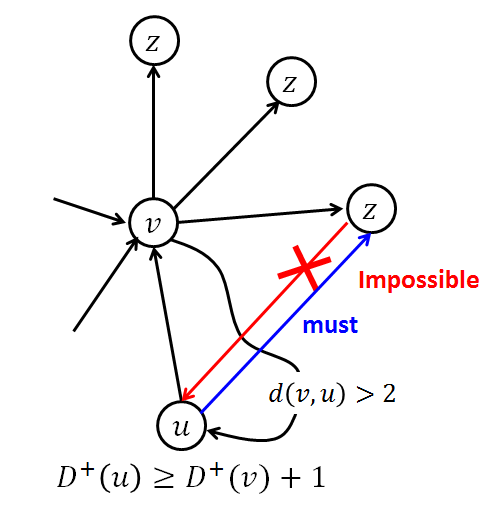 z
z
v
z
Impossible
must
d(v, u) > 2
u
D⁺(u) ≥ D⁺(v) + 1